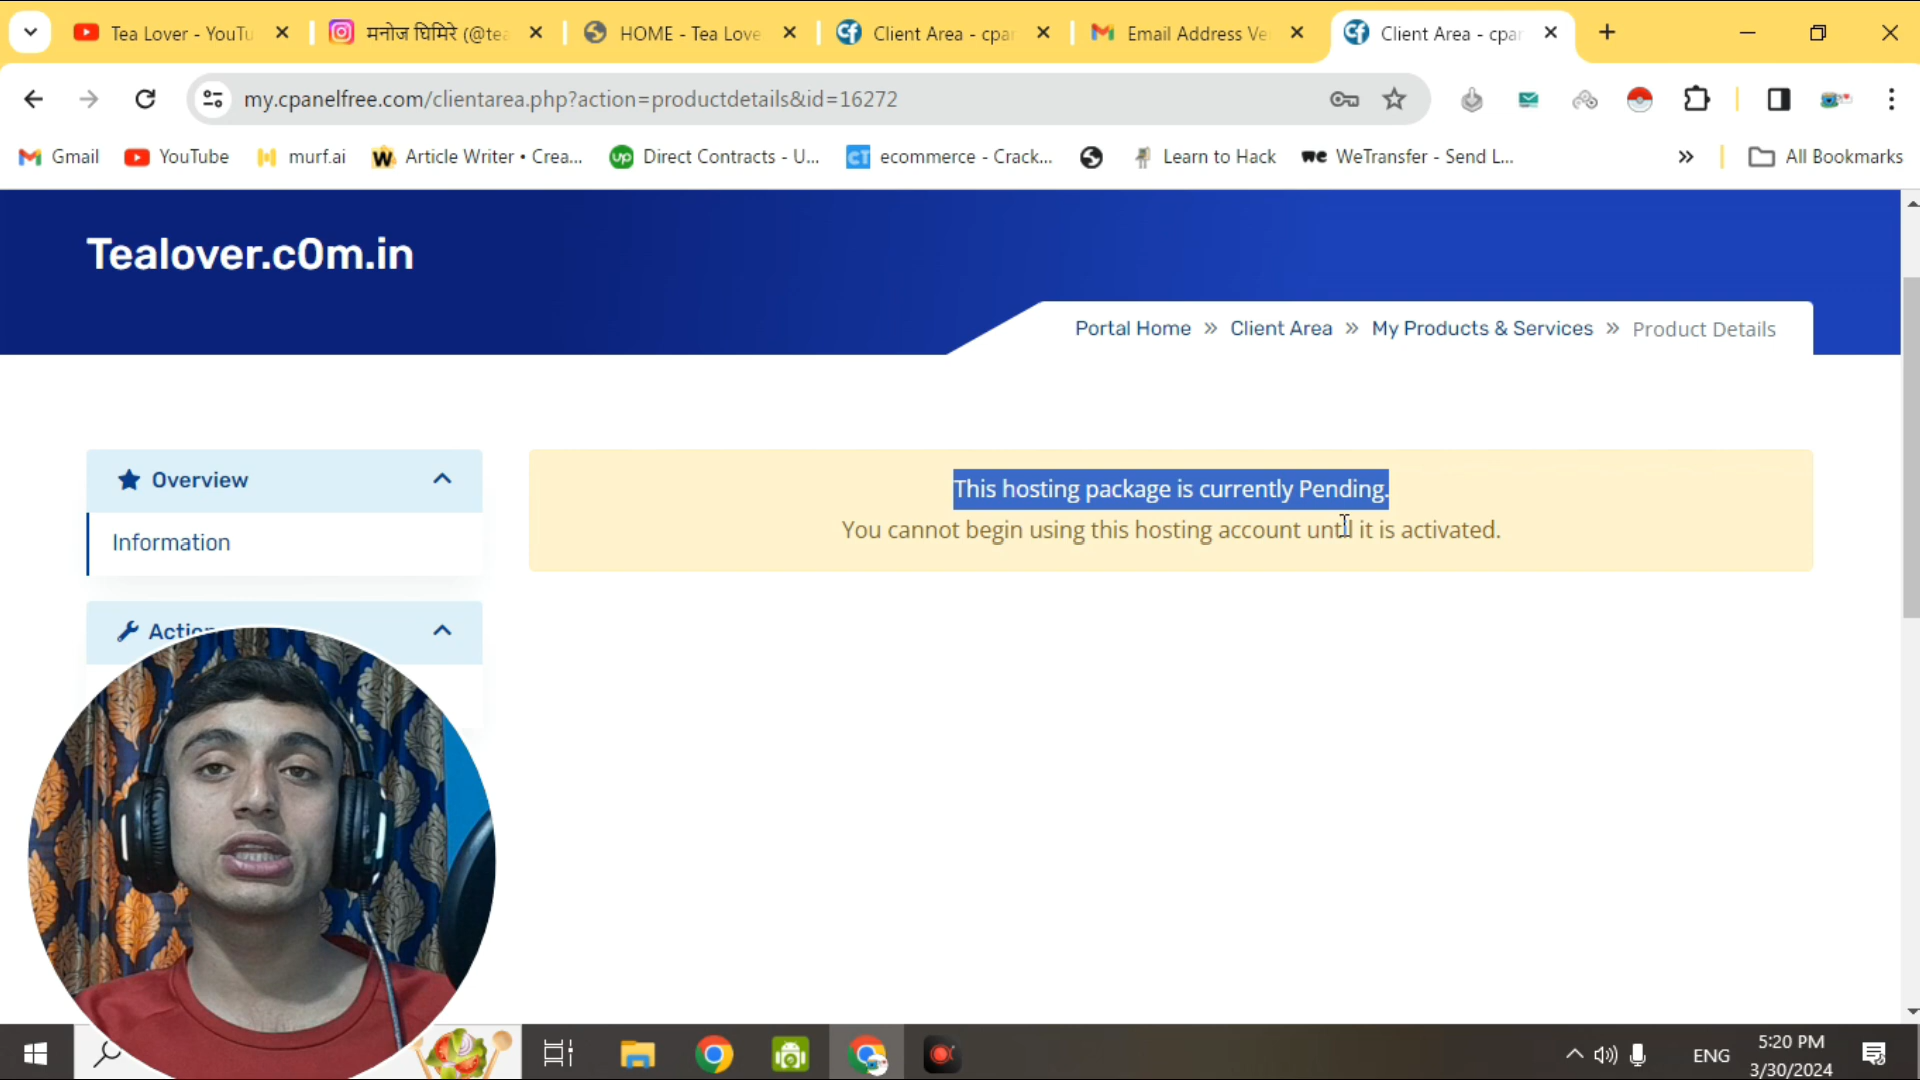 Tea Lover - YouTu
मनोज घिमिरे (@tea
HOME - Tea Love
Client Area - cpar
Email Address Ve
Client Area - cpar
my.cpanelfree.com/clientarea.php?action=productdetails&id=16272
Gmail
YouTube
murf.ai
Article Writer • Crea...
Direct Contracts - U...
ecommerce - Crack...
Learn to Hack
WeTransfer - Send L...
»
All Bookmarks
Tealover.c0m.in
Portal Home » Client Area » My Products & Services » Product Details
Overview
Information
This hosting package is currently Pending.
You cannot begin using this hosting account until it is activated.
ENG
5:20 PM
3/30/2024